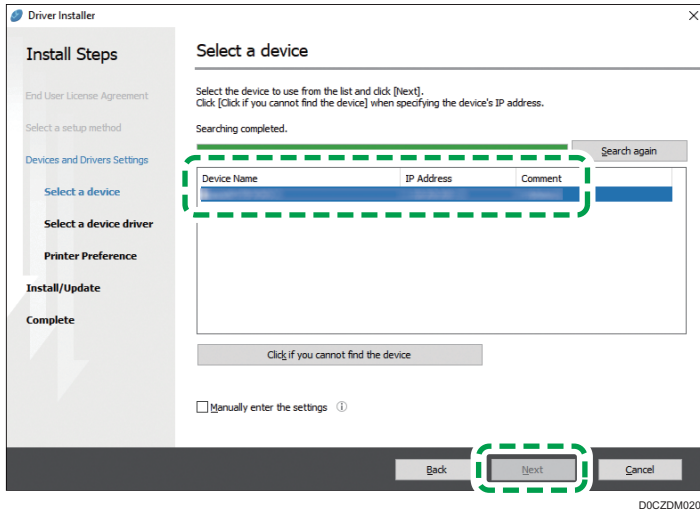 Driver Installer
Install Steps
End User License Agreement
Select a setup method
Devices and Drivers Settings
Select a device
Select a device driver
Printer Preference
Install/Update
Complete
Select a device
Select the device to use from the list and click [Next].
Click [Click if you cannot find the device] when specifying the device's IP address.
Searching completed.
Search again
Device Name IP Address Comment
Click if you cannot find the device
Manually enter the settings
Back Next Cancel
D0CZDM020